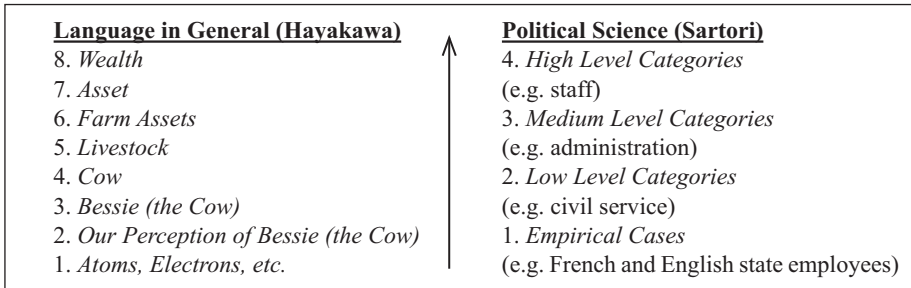 Language in General (Hayakawa)
8. Wealth
7. Asset
6. Farm Assets
5. Livestock
4. Cow
3. Bessie (the Cow)
2. Our Perception of Bessie (the Cow)
1. Atoms, Electrons, etc.
Political Science (Sartori)
4. High Level Categories
(e.g. staff)
3. Medium Level Categories
(e.g. administration)
2. Low Level Categories
(e.g. civil service)
1. Empirical Cases
(e.g. French and English state employees)